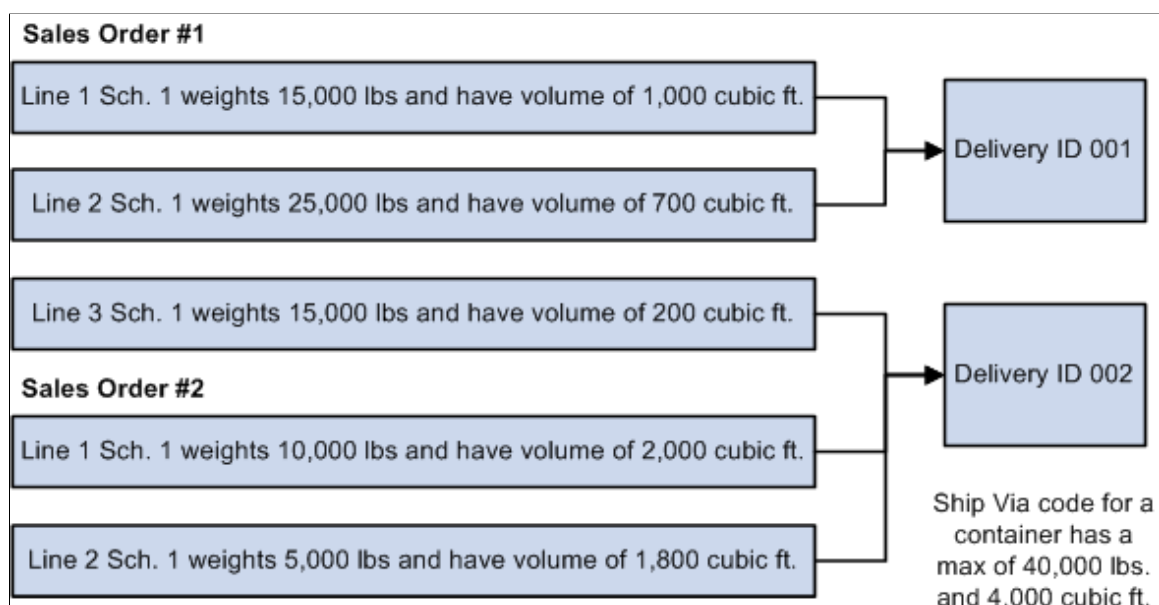 Sales Order #1
Line 1 Sch. 1 weights 15,000 lbs and have volume of 1,000 cubic ft.
Line 2 Sch. 1 weights 25,000 lbs and have volume of 700 cubic ft.
Delivery ID 001
Line 3 Sch. 1 weights 15,000 lbs and have volume of 200 cubic ft.
Sales Order #2
Line 1 Sch. 1 weights 10,000 lbs and have volume of 2,000 cubic ft.
Line 2 Sch. 1 weights 5,000 lbs and have volume of 1,800 cubic ft.
Delivery ID 002
Ship Via code for a
container has a
max of 40,000 lbs.
and 4,000 cubic ft.